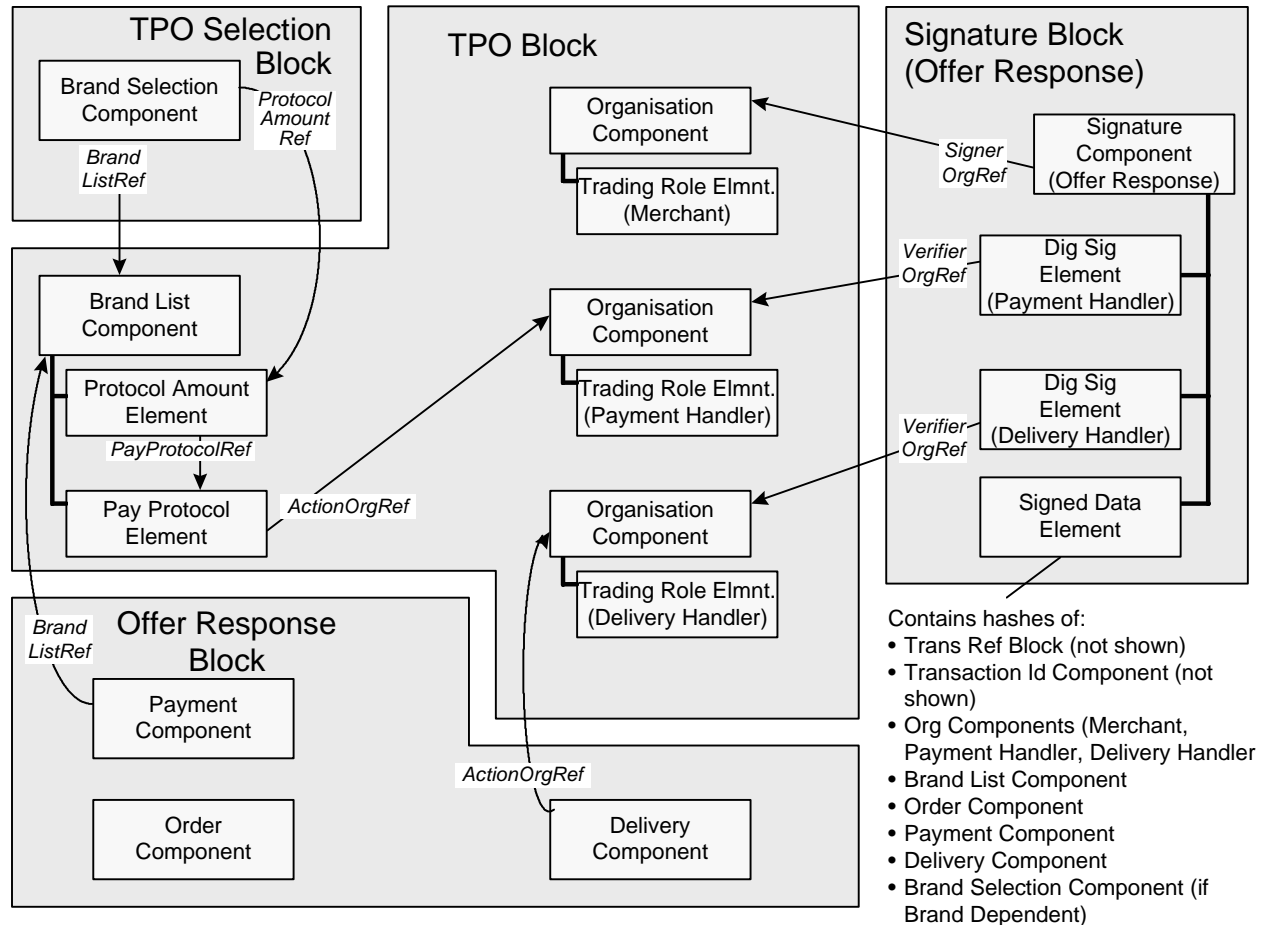 TPO Selection
Block
Brand Selection
Component
Protocol
Amount
Ref
Brand
ListRef
TPO Block
Organisation
Component
Trading Role Elmnt.
(Merchant)
Signature Block
(Offer Response)
Signature
Component
(Offer Response)
Signer
OrgRef
Brand List
Component
Protocol Amount
Element
PayProtocolRef
Pay Protocol
Element
ActionOrgRef
Organisation
Component
Trading Role Elmnt.
(Payment Handler)
Verifier
OrgRef
Dig Sig
Element
(Payment Handler)
Organisation
Component
Trading Role Elmnt.
(Delivery Handler)
Verifier
OrgRef
Dig Sig
Element
(Delivery Handler)
Signed Data
Element
Offer Response
Block
Brand
ListRef
Payment
Component
Order
Component
ActionOrgRef
Delivery
Component
Contains hashes of:
• Trans Ref Block (not shown)
• Transaction Id Component (not
shown)
• Org Components (Merchant,
Payment Handler, Delivery Handler
• Brand List Component
• Order Component
• Payment Component
• Delivery Component
• Brand Selection Component (if
Brand Dependent)